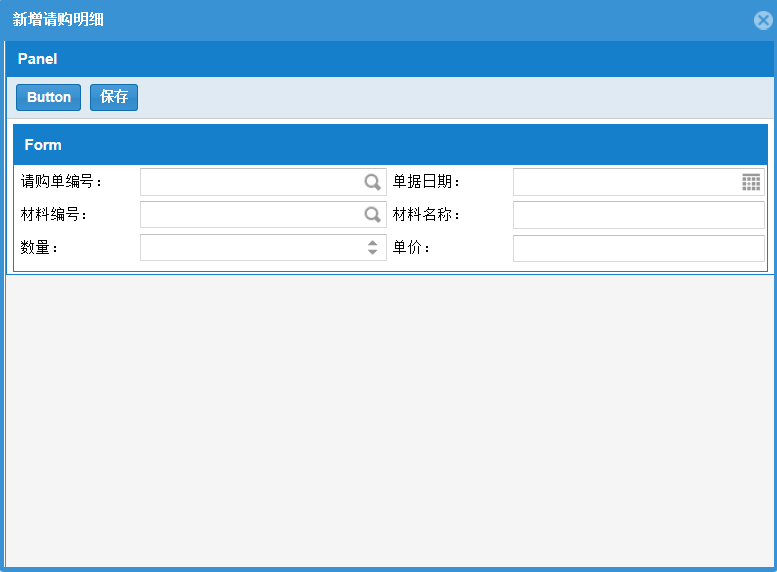 新增请购明细
Panel
Button 保存
Form
请购单编号： 单据日期：
材料编号： 材料名称：
数量： 单价：